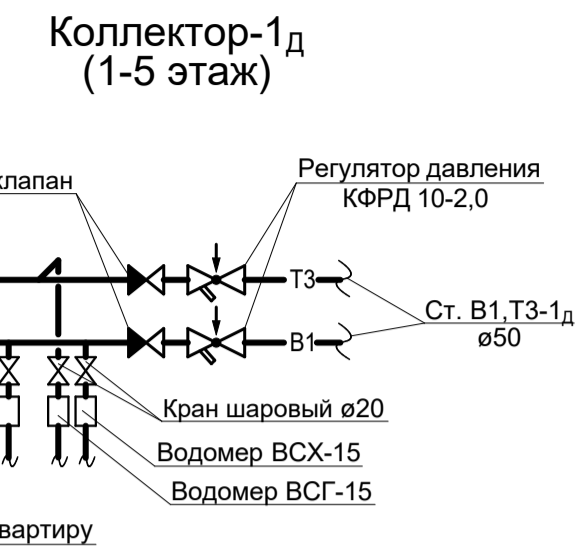 Коллектор-1д
(1-5 этаж)
клапан
Регулятор давления
КФРД 10-2,0
Т3
Ст. В1,Т3-1д
ø50
В1
Кран шаровый ø20
Водомер ВСХ-15
Водомер ВСГ-15
вартиру